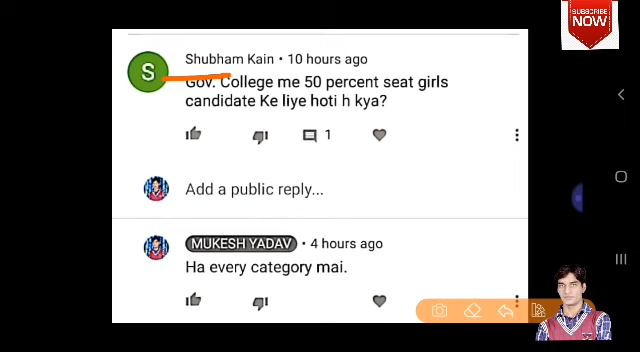 SUBSCRIBE
NOW
S
Shubham Kain • 10 hours ago
Gov. College me 50 percent seat girls
candidate Ke liye hoti h kya?
1
Add a public reply...
MUKESH YADAV • 4 hours ago
Ha every category mai.